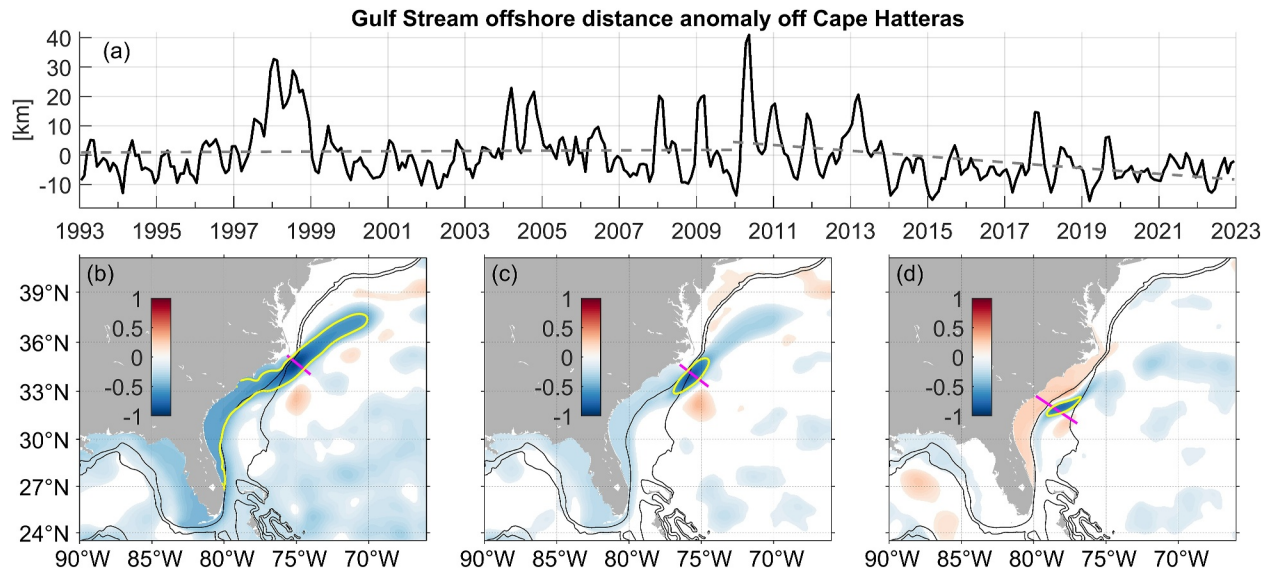 Gulf Stream offshore distance anomaly off Cape Hatteras
(a)
[km]
40
30
20
10
0
-10
1993 1995 1997 1999 2001 2003 2005 2007 2009 2011 2013 2015 2017 2019 2021 2023
(b)
1
0.5
0
-0.5
-1
39°N
36°N
33°N
30°N
27°N
24°N
90°W 85°W 80°W 75°W 70°W
(c)
1
0.5
0
-0.5
-1
90°W 85°W 80°W 75°W 70°W
(d)
1
0.5
0
-0.5
-1
90°W 85°W 80°W 75°W 70°W